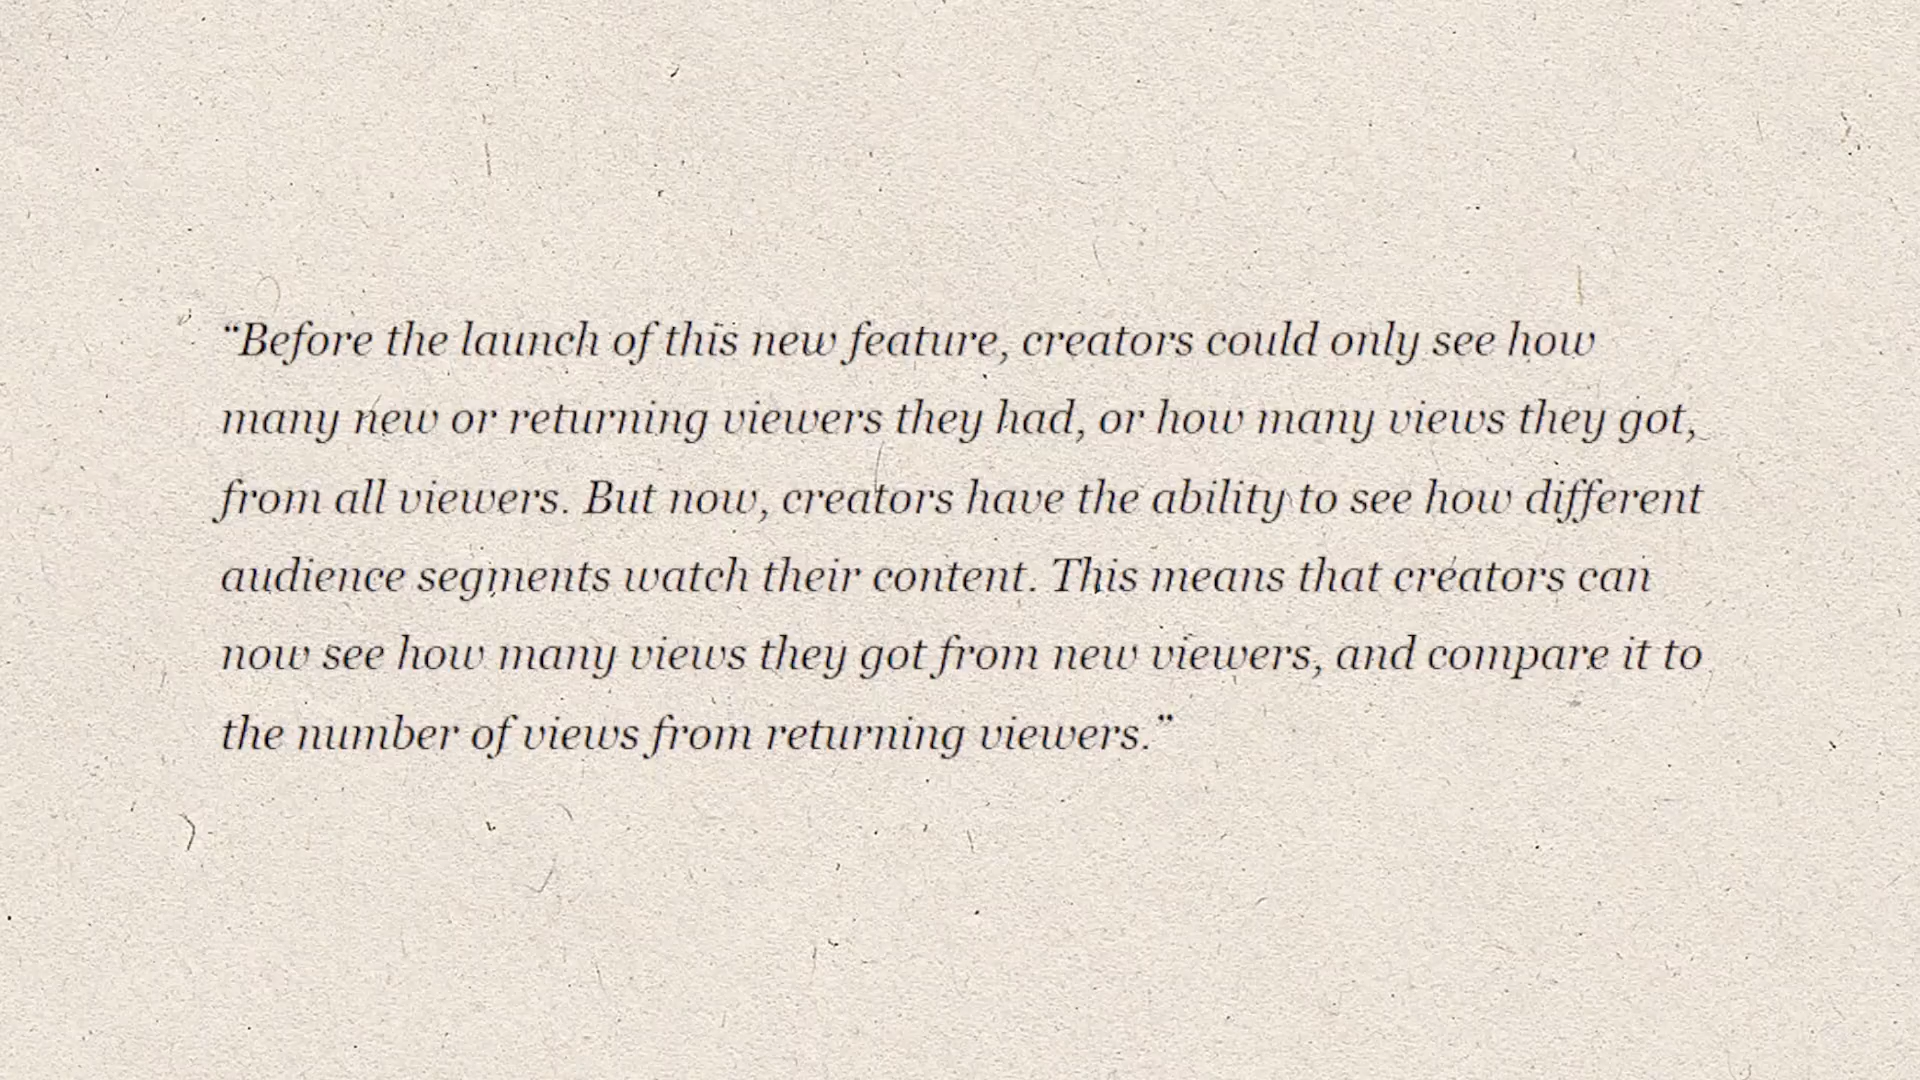 “Before the launch of this new feature, creators could only see how
many new or returning viewers they had, or how many views they got,
from all viewers. But now, creators have the ability to see how different
audience segments watch their content. This means that creators can
now see how many views they got from new viewers, and compare it to
the number of views from returning viewers.”